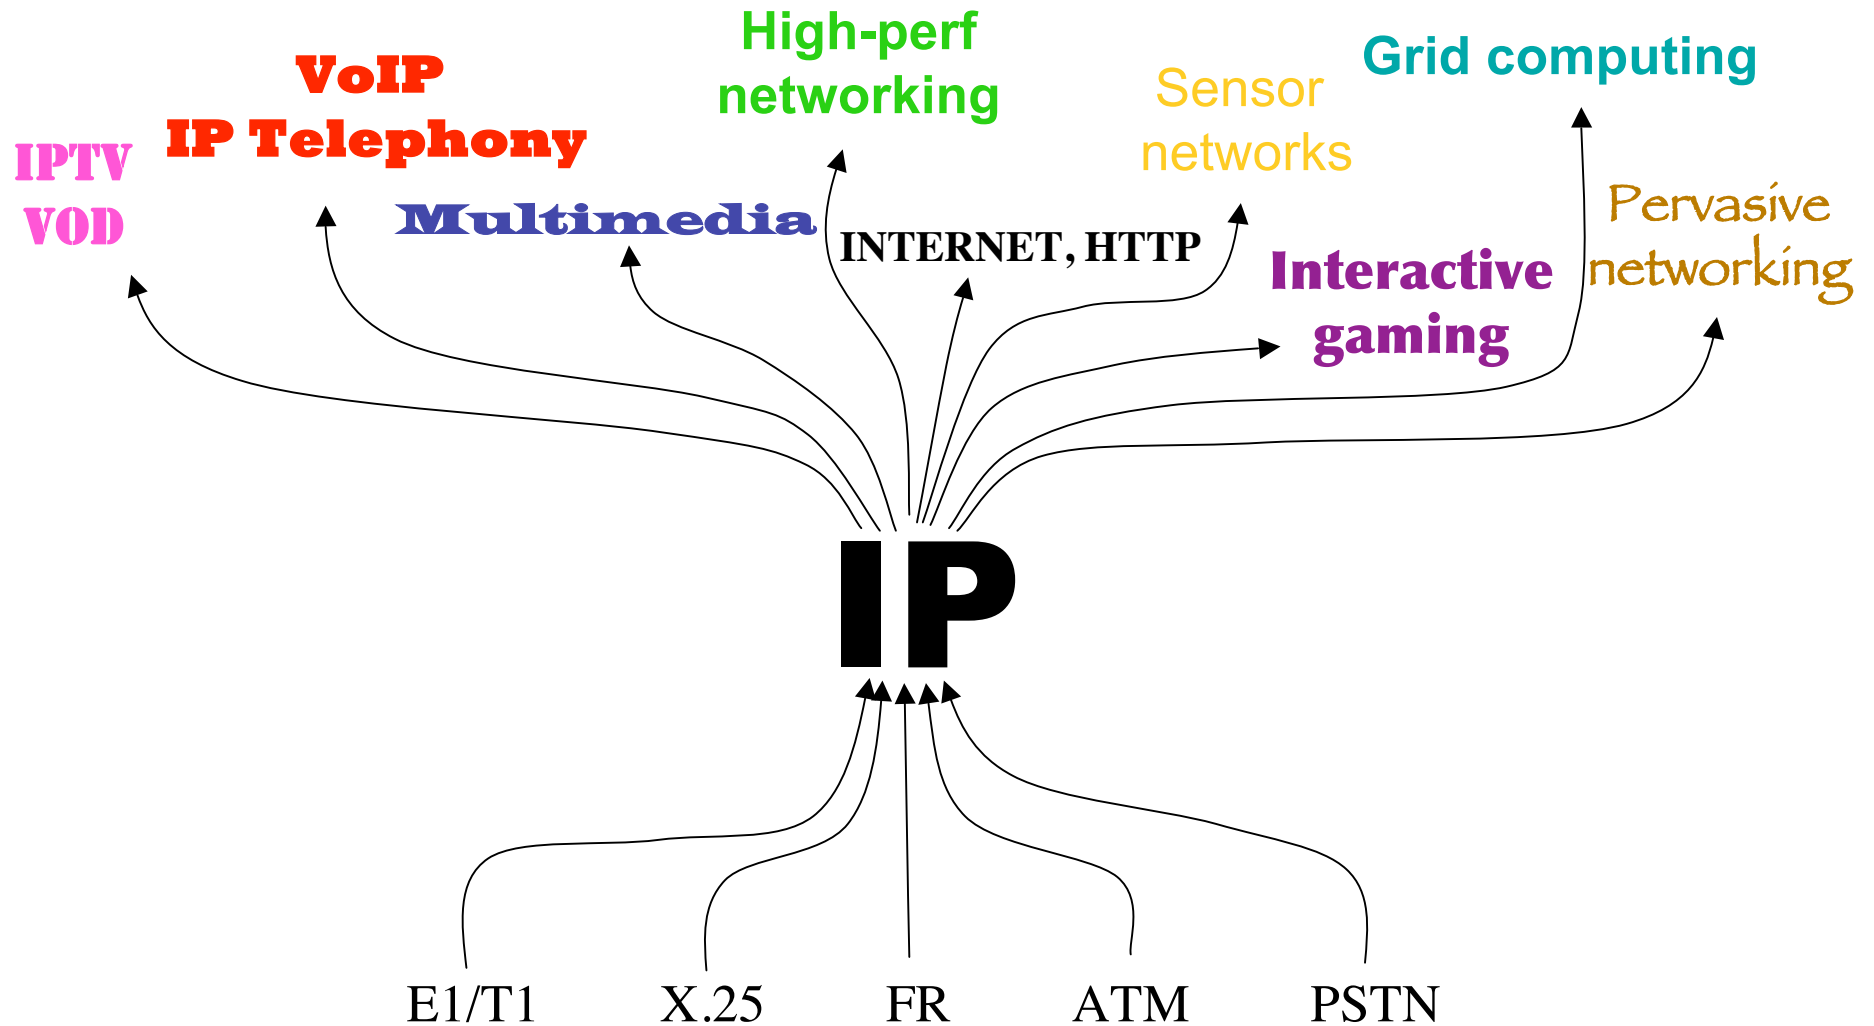 High-perf
networking
VoIP
IP Telephony
Grid computing
Sensor
networks
IPTV
VOD
Multimedia
INTERNET, HTTP
Pervasive
networking
Interactive
gaming
IP
E1/T1
X.25
FR
ATM
PSTN